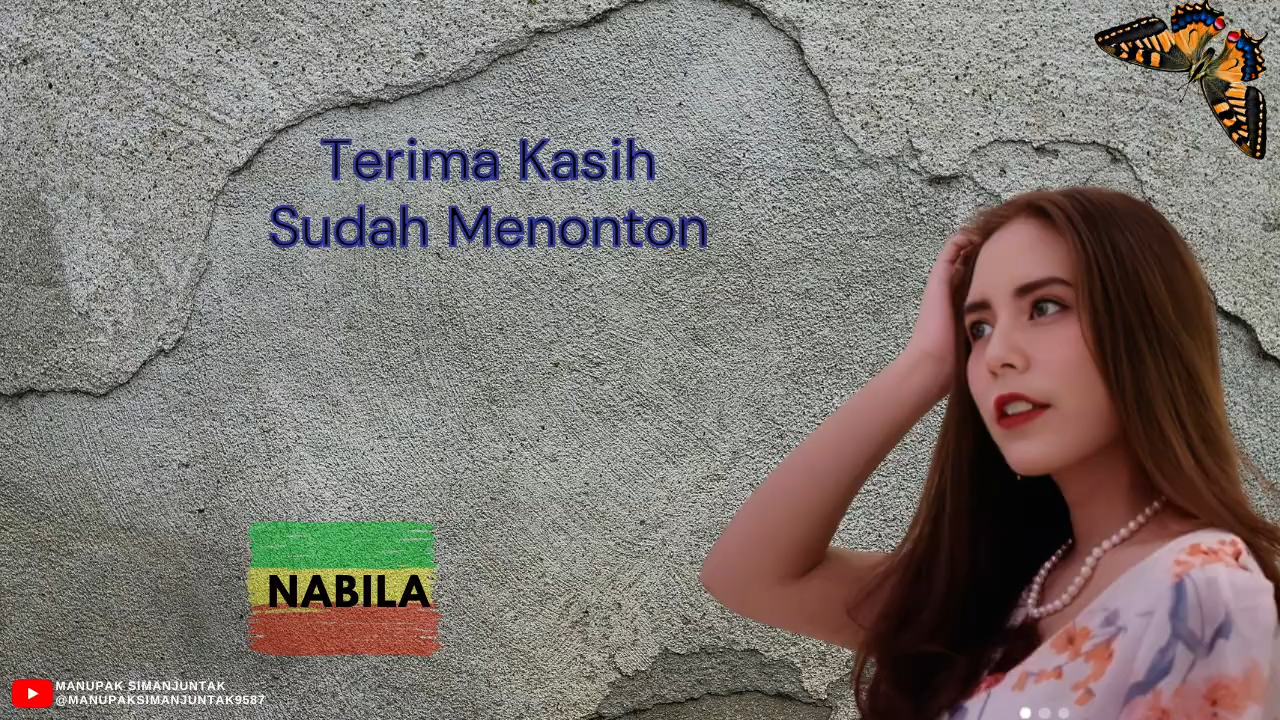 Terima Kasih
Sudah Menonton
NABILA
MANUPAK SIMANJUNTAK
@MANUPAKSIMANJUNTAK9587